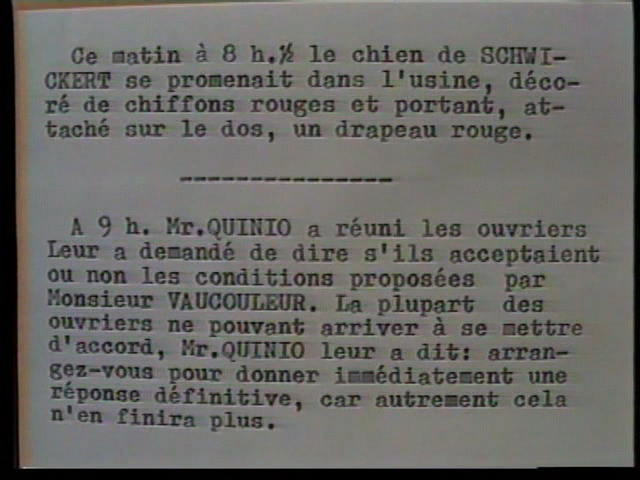 Ce matin à 8 h.½ le chien de SCHWI-
CKERT se promenait dans l'usine, déco-
ré de chiffons rouges et portant, at-
taché sur le dos, un drapeau rouge.
A 9 h. Mr.QUINIO a réuni les ouvriers
Leur a demandé de dire s'ils acceptaient
ou non les conditions proposées par
Monsieur VAUCOULEUR. La plupart des
ouvriers ne pouvant arriver à se mettre
d'accord, Mr.QUINIO leur a dit: arran-
gez-vous pour donner immédiatement une
réponse définitive, car autrement cela
n'en finira plus.